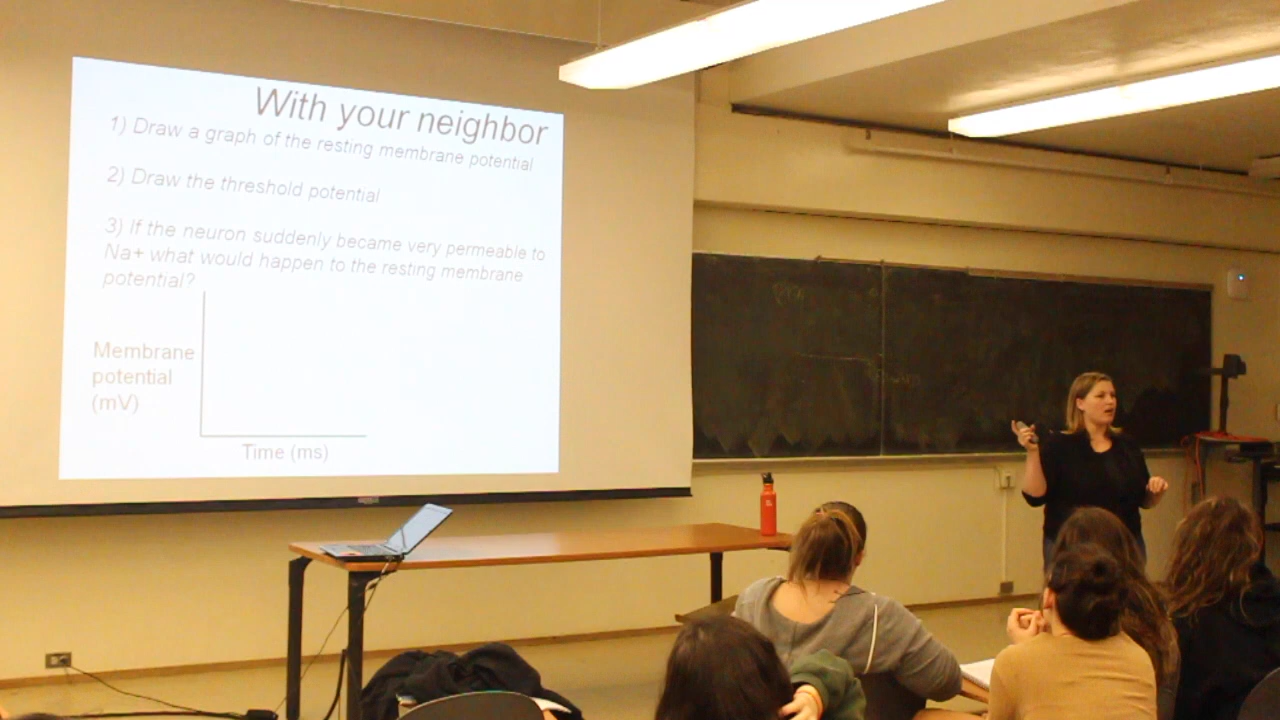 With your neighbor
1) Draw a graph of the resting membrane potential
2) Draw the threshold potential
3) If the neuron suddenly became very permeable to
Na+ what would happen to the resting membrane
potential?
Membrane
potential
(mV)
Time (ms)